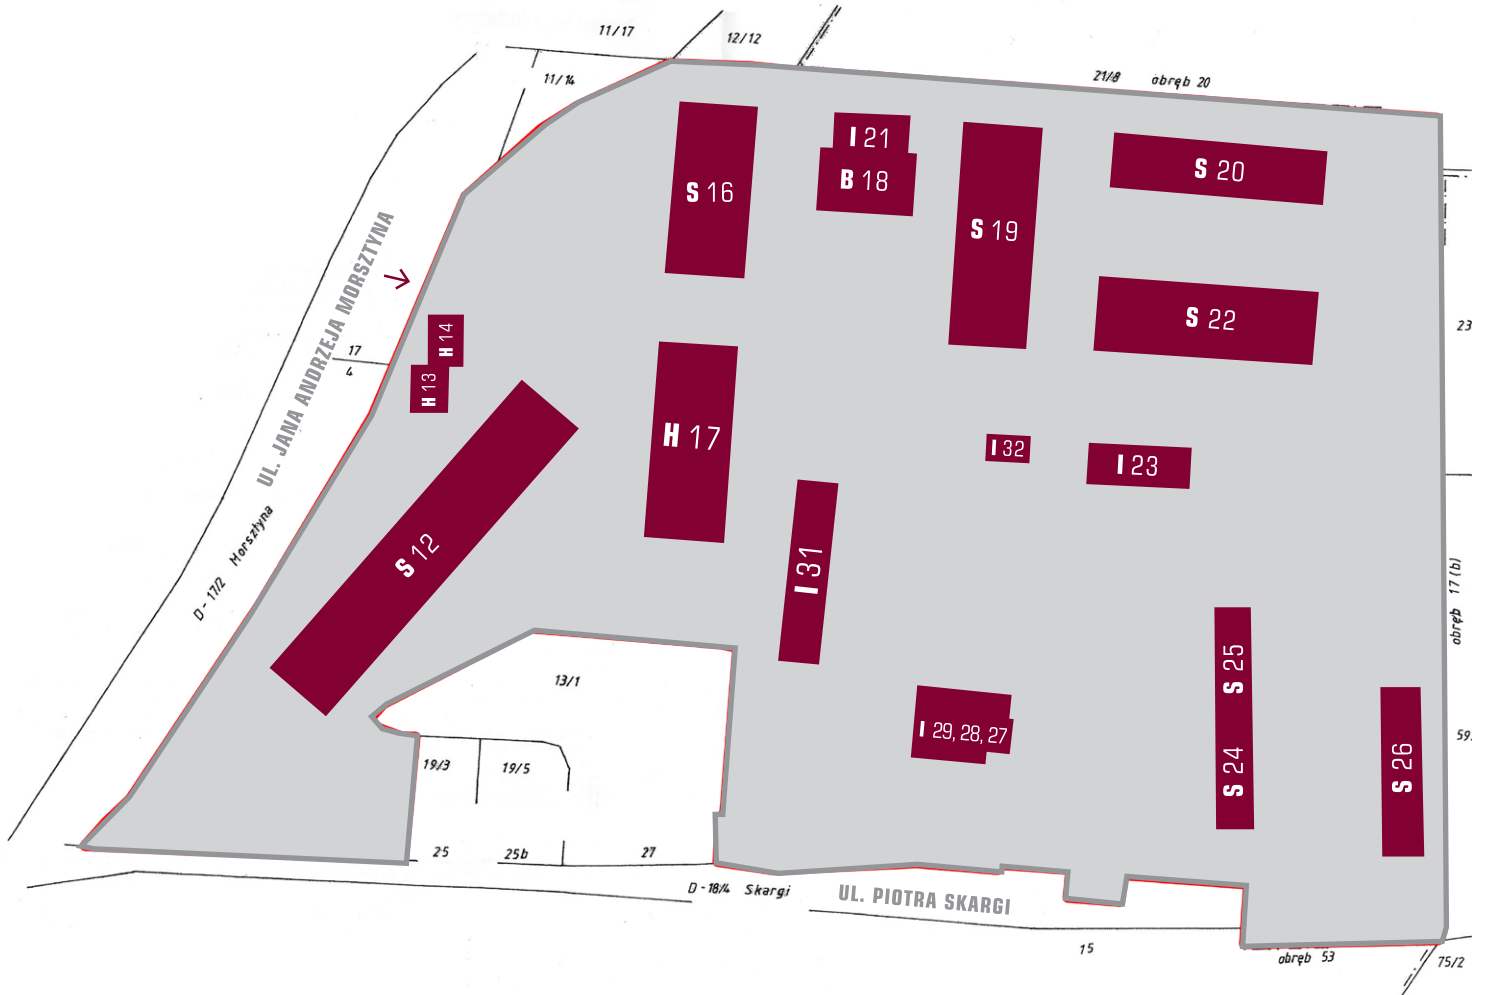 11/17
12/12
11/14
21/8 obręb 20
I 21
B 18
S 16
S 19
S 20
S 22
UL. JANA ANDRZEJA MORSZTYNA
H 14
H 13
17
4
23
H 17
I 32
I 23
D-17/2 Morsztyna
S 12
I 31
obręb 17 (b)
S 25
S 24
S 26
13/1
I 29, 28, 27
59
19/3
19/5
25
25b
27
D-18/4 Skargi
UL. PIOTRA SKARGI
15
obręb 53
75/2